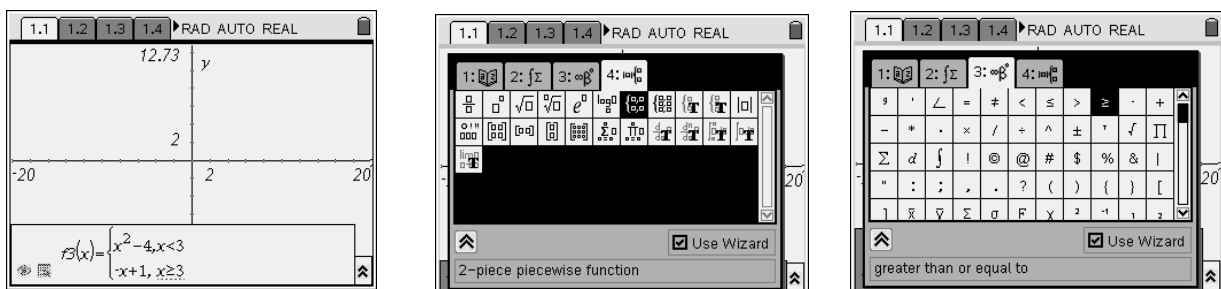 1.1 1.2 1.3 1.4 RAD AUTO REAL
12.73 y
2
-20 2 20
f3(x)={x²-4,x<3
-x+1, x≥3
1.1 1.2 1.3 1.4 RAD AUTO REAL
1: 2:∫Σ 3:∞β° 4:
20
Use Wizard
2-piece piecewise function
1.1 1.2 1.3 1.4 RAD AUTO REAL
1: 2:∫Σ 3:∞β° 4:
g ' ∠ = ≠ < ≤ > ≥ · +
- * · × / ÷ ^ ± ᵀ √ ∏
Σ d ∫ ! © @ # $ % & |
" : ; , . ? ( ) { } [
] x̄ ȳ Σ σ F χ ² ⁻¹ ₁ ₂
20
Use Wizard
greater than or equal to